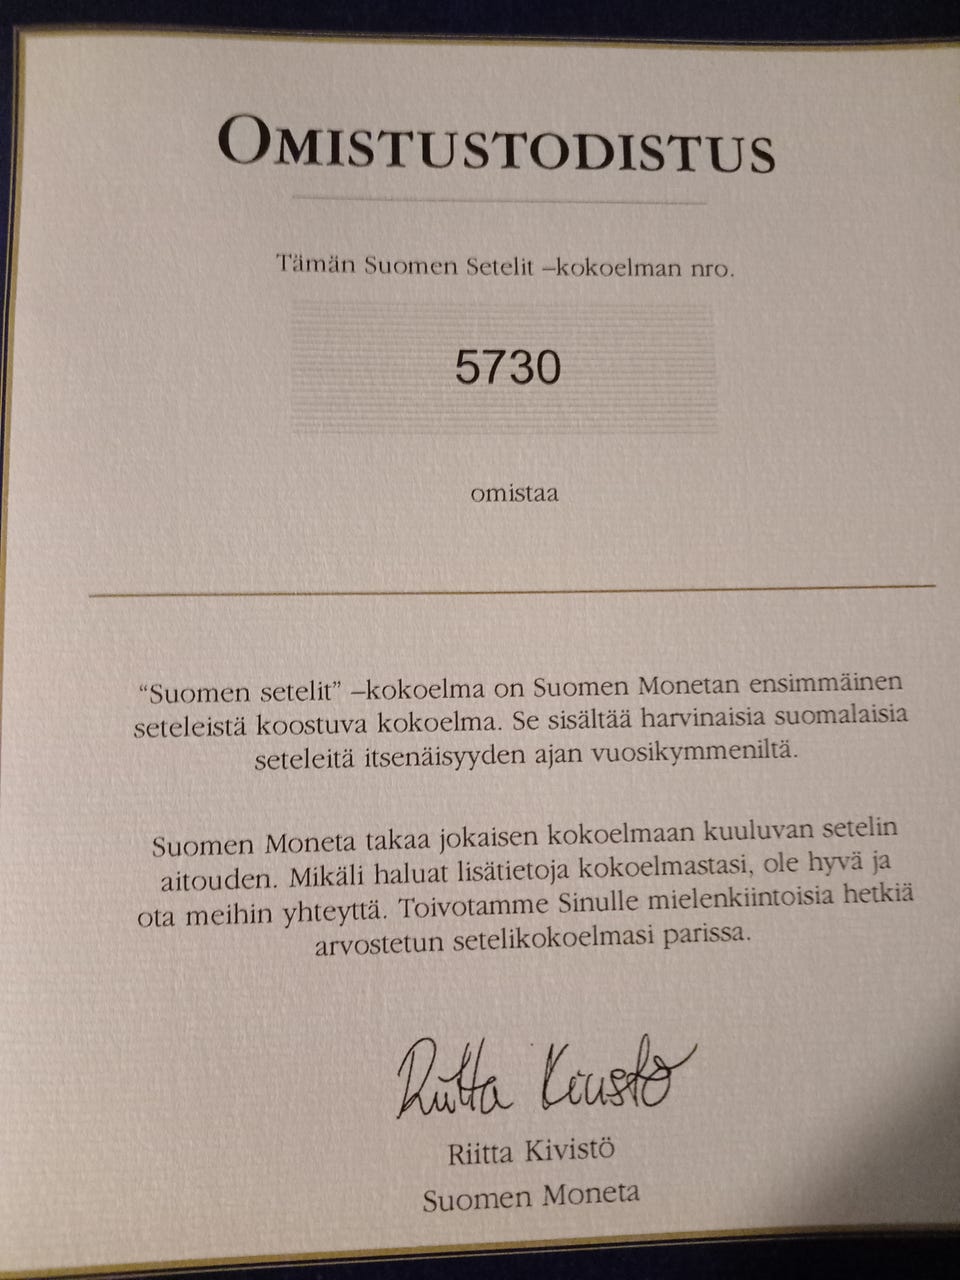 OMISTUSTODISTUS
Tämän Suomen Setelit –kokoelman nro.
5730
omistaa
“Suomen setelit” –kokoelma on Suomen Monetan ensimmäinen
seteleistä koostuva kokoelma. Se sisältää harvinaisia suomalaisia
seteleitä itsenäisyyden ajan vuosikymmeniltä.
Suomen Moneta takaa jokaisen kokoelmaan kuuluvan setelin
aitouden. Mikäli haluat lisätietoja kokoelmastasi, ole hyvä ja
ota meihin yhteyttä. Toivotamme Sinulle mielenkiintoisia hetkiä
arvostetun setelikokoelmasi parissa.
Riitta Kivistö
Riitta Kivistö
Suomen Moneta